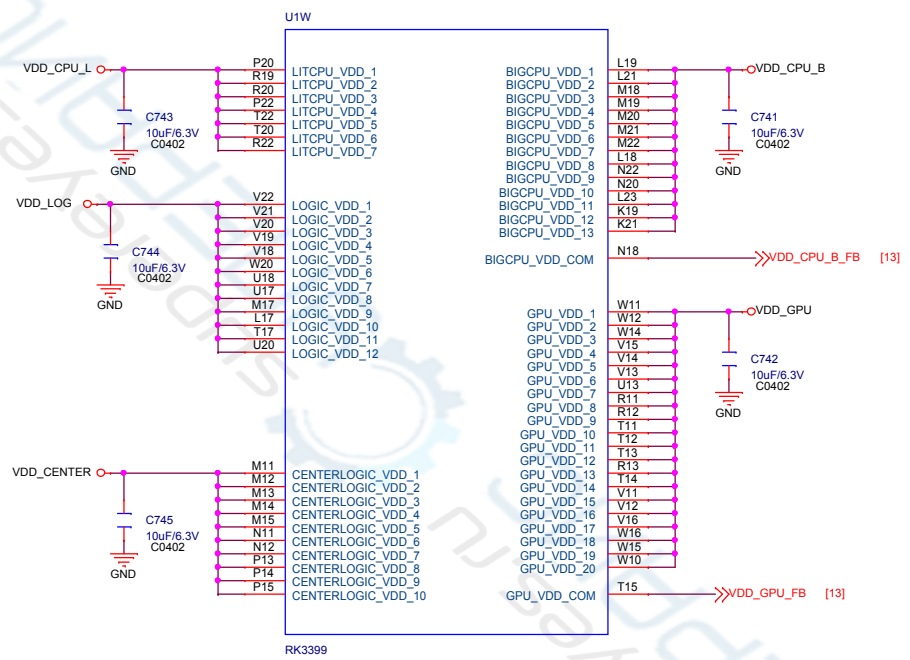 U1W
VDD_CPU_L
C743
10uF/6.3V
C0402
GND
P20 LITCPU_VDD_1
R19 LITCPU_VDD_2
R20 LITCPU_VDD_3
P22 LITCPU_VDD_4
T22 LITCPU_VDD_5
T20 LITCPU_VDD_6
R22 LITCPU_VDD_7
VDD_LOG
C744
10uF/6.3V
C0402
GND
V22 LOGIC_VDD_1
V21 LOGIC_VDD_2
V20 LOGIC_VDD_3
V19 LOGIC_VDD_4
V18 LOGIC_VDD_5
W20 LOGIC_VDD_6
U18 LOGIC_VDD_7
U17 LOGIC_VDD_8
M17 LOGIC_VDD_9
L17 LOGIC_VDD_10
T17 LOGIC_VDD_11
U20 LOGIC_VDD_12
VDD_CENTER
C745
10uF/6.3V
C0402
GND
M11 CENTERLOGIC_VDD_1
M12 CENTERLOGIC_VDD_2
M13 CENTERLOGIC_VDD_3
M14 CENTERLOGIC_VDD_4
M15 CENTERLOGIC_VDD_5
N11 CENTERLOGIC_VDD_6
N12 CENTERLOGIC_VDD_7
P13 CENTERLOGIC_VDD_8
P14 CENTERLOGIC_VDD_9
P15 CENTERLOGIC_VDD_10
BIGCPU_VDD_1 L19
BIGCPU_VDD_2 L21
BIGCPU_VDD_3 M18
BIGCPU_VDD_4 M19
BIGCPU_VDD_5 M20
BIGCPU_VDD_6 M21
BIGCPU_VDD_7 M22
BIGCPU_VDD_8 L18
BIGCPU_VDD_9 N22
BIGCPU_VDD_10 N20
BIGCPU_VDD_11 L23
BIGCPU_VDD_12 K19
BIGCPU_VDD_13 K21
BIGCPU_VDD_COM N18
VDD_CPU_B
C741
10uF/6.3V
C0402
GND
VDD_CPU_B_FB [13]
GPU_VDD_1 W11
GPU_VDD_2 W12
GPU_VDD_3 W14
GPU_VDD_4 V15
GPU_VDD_5 V14
GPU_VDD_6 V13
GPU_VDD_7 U13
GPU_VDD_8 R11
GPU_VDD_9 R12
GPU_VDD_10 T11
GPU_VDD_11 T12
GPU_VDD_12 T13
GPU_VDD_13 R13
GPU_VDD_14 T14
GPU_VDD_15 V11
GPU_VDD_16 V12
GPU_VDD_17 V16
GPU_VDD_18 W16
GPU_VDD_19 W15
GPU_VDD_20 W10
GPU_VDD_COM T15
VDD_GPU
C742
10uF/6.3V
C0402
GND
VDD_GPU_FB [13]
RK3399